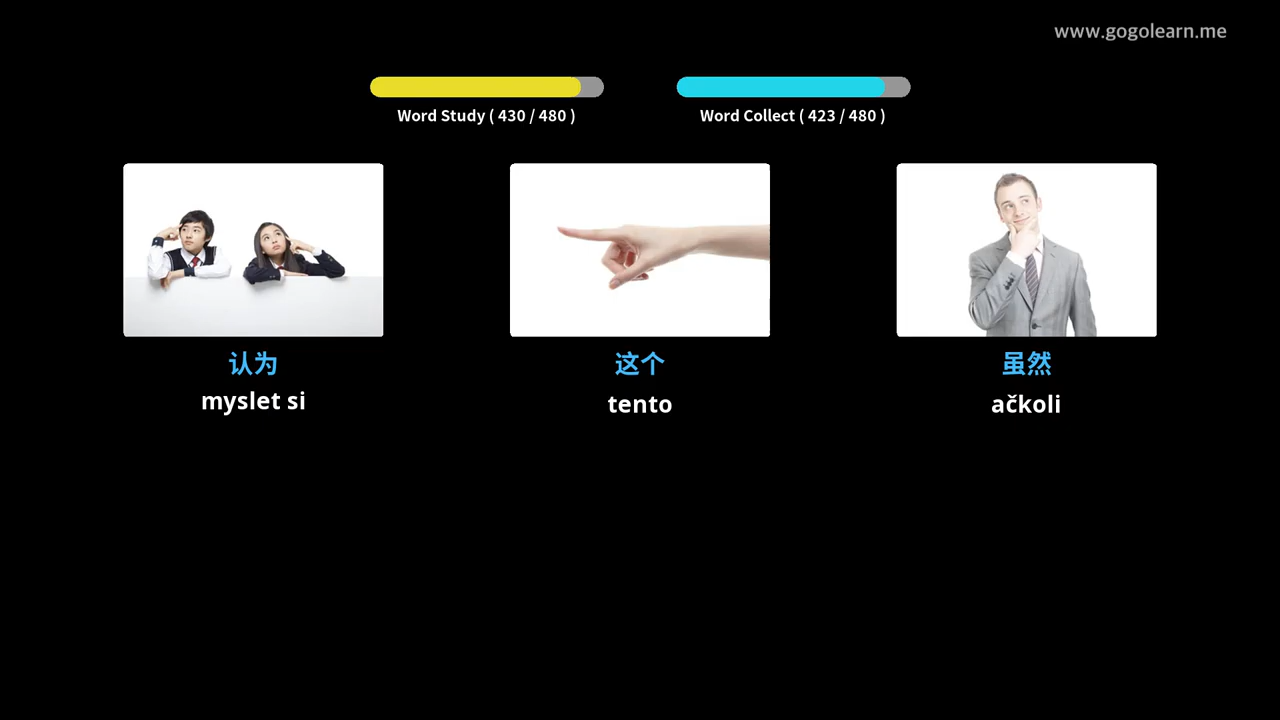 www.gogolearn.me
Word Study ( 430 / 480 )
Word Collect ( 423 / 480 )
认为
myslet si
这个
tento
虽然
ačkoli